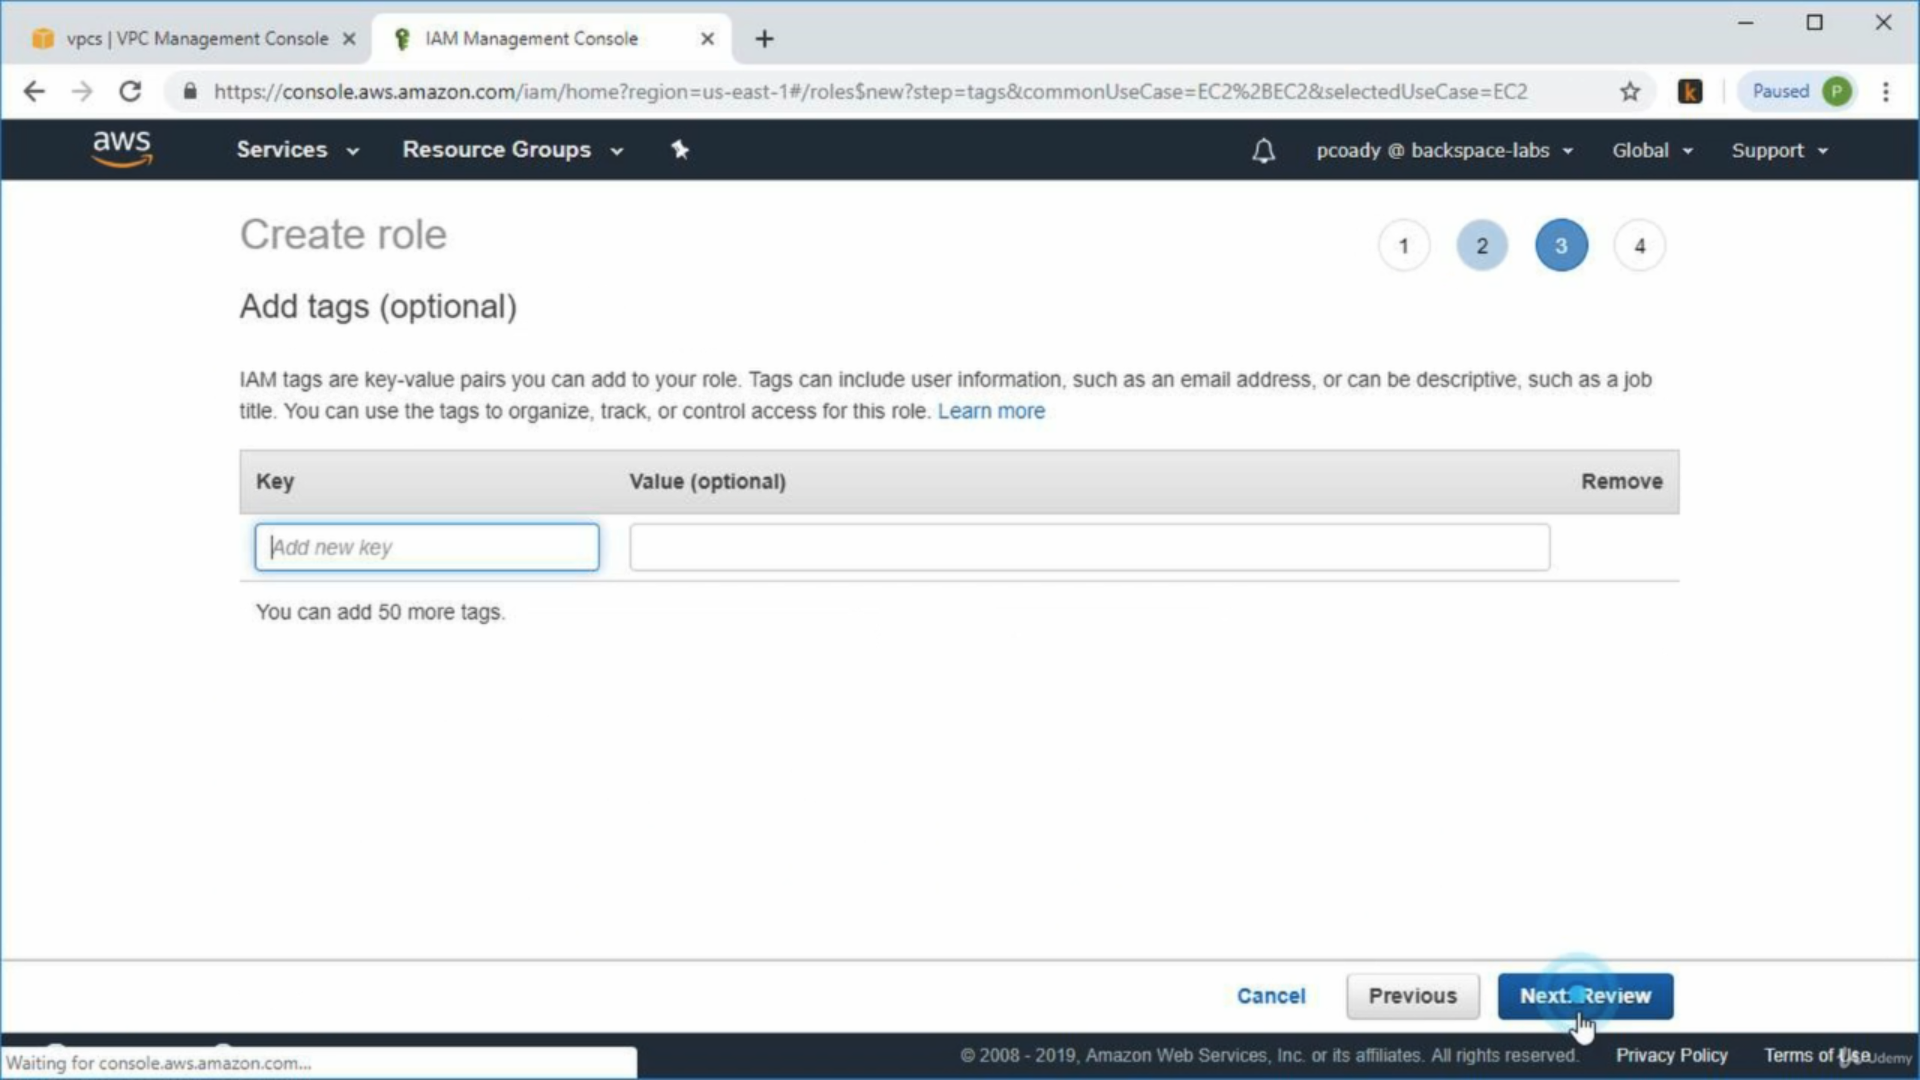 vpcs | VPC Management Console
IAM Management Console
https://console.aws.amazon.com/iam/home?region=us-east-1#/roles$new?step=tags&commonUseCase=EC2%2BEC2&selectedUseCase=EC2
k
Paused P
aws
Services
Resource Groups
pcoady @ backspace-labs
Global
Support
Create role
1 2 3 4
Add tags (optional)
IAM tags are key-value pairs you can add to your role. Tags can include user information, such as an email address, or can be descriptive, such as a job
title. You can use the tags to organize, track, or control access for this role. Learn more
Key Value (optional) Remove
Add new key
You can add 50 more tags.
Cancel Previous Next: Review
Waiting for console.aws.amazon.com...
© 2008 - 2019, Amazon Web Services, Inc. or its affiliates. All rights reserved. Privacy Policy Terms of Use
Udemy